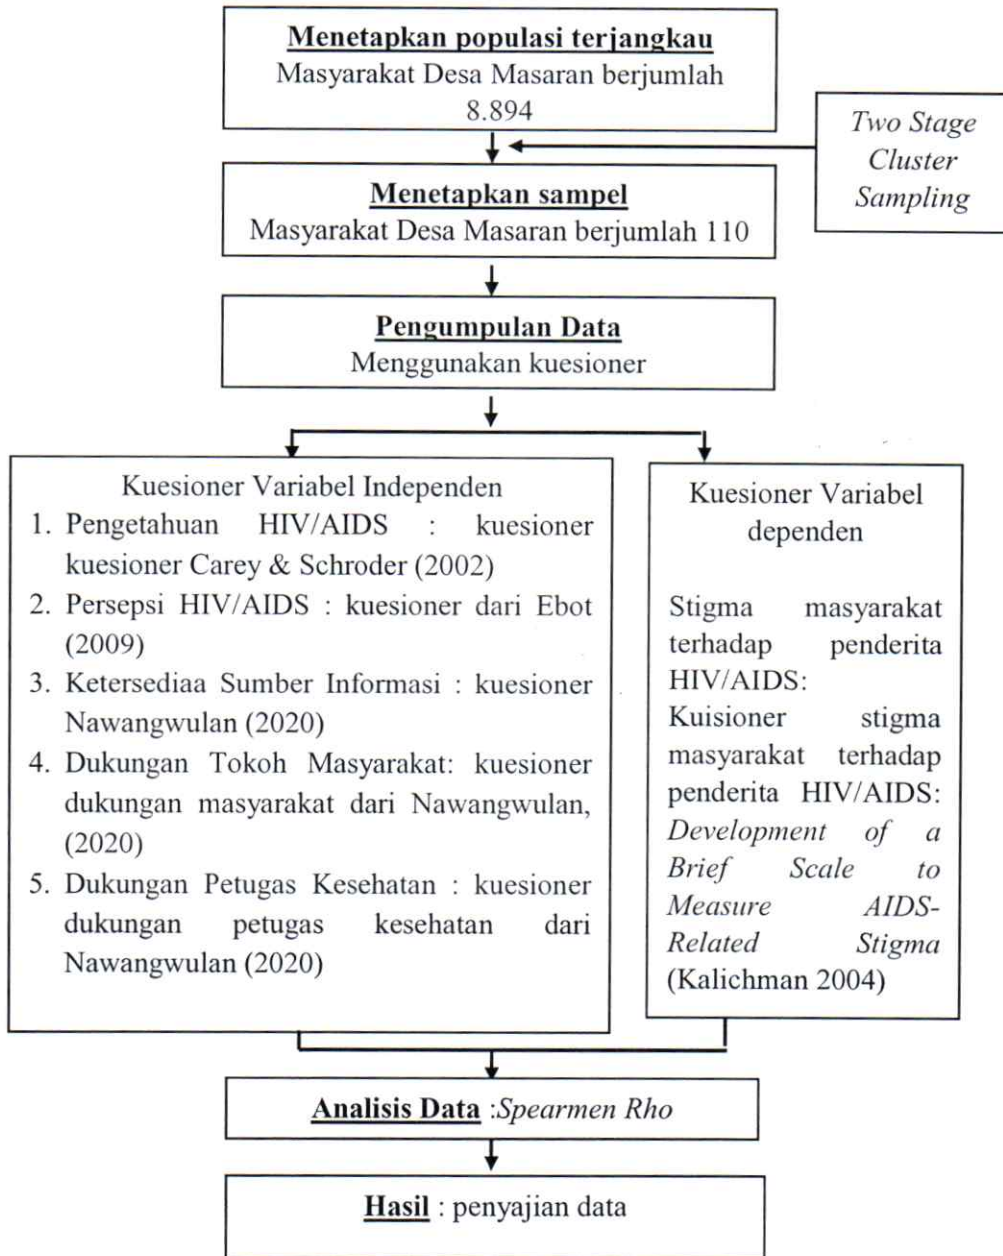 Menetapkan populasi terjangkau
Masyarakat Desa Masaran berjumlah
8.894
Two Stage
Cluster
Sampling
Menetapkan sampel
Masyarakat Desa Masaran berjumlah 110
Pengumpulan Data
Menggunakan kuesioner
Kuesioner Variabel Independen
1. Pengetahuan HIV/AIDS : kuesioner
kuesioner Carey & Schroder (2002)
2. Persepsi HIV/AIDS : kuesioner dari Ebot
(2009)
3. Ketersediaa Sumber Informasi : kuesioner
Nawangwulan (2020)
4. Dukungan Tokoh Masyarakat: kuesioner
dukungan masyarakat dari Nawangwulan,
(2020)
5. Dukungan Petugas Kesehatan : kuesioner
dukungan petugas kesehatan dari
Nawangwulan (2020)
Kuesioner Variabel
dependen
Stigma masyarakat
terhadap penderita
HIV/AIDS:
Kuisioner stigma
masyarakat terhadap
penderita HIV/AIDS:
Development of a
Brief Scale to
Measure AIDS-
Related Stigma
(Kalichman 2004)
Analisis Data :Spearmen Rho
Hasil : penyajian data